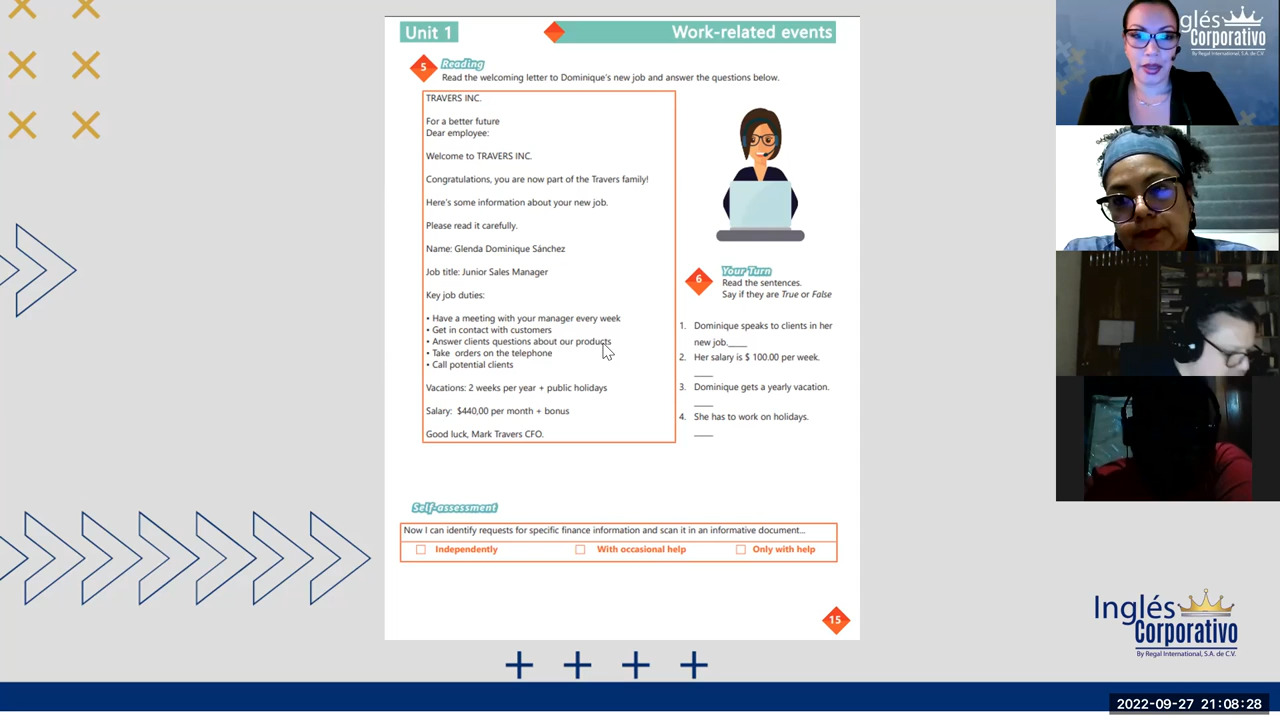 Unit 1
Work-related events
5
Reading
Read the welcoming letter to Dominique's new job and answer the questions below.
TRAVERS INC.
For a better future
Dear employee:
Welcome to TRAVERS INC.
Congratulations, you are now part of the Travers family!
Here's some information about your new job.
Please read it carefully.
Name: Glenda Dominique Sánchez
Job title: Junior Sales Manager
Key job duties:
• Have a meeting with your manager every week
• Get in contact with customers
• Answer clients questions about our products
• Take orders on the telephone
• Call potential clients
Vacations: 2 weeks per year + public holidays
Salary: $440,00 per month + bonus
Good luck, Mark Travers CFO.
6
Your Turn
Read the sentences.
Say if they are True or False
1. Dominique speaks to clients in her
new job.____
2. Her salary is $ 100.00 per week.
____
3. Dominique gets a yearly vacation.
____
4. She has to work on holidays.
____
Self-assessment
Now I can identify requests for specific finance information and scan it in an informative document...
Independently
With occasional help
Only with help
15
glés
Corporativo
By Regal International, S.A. de C.V.
Inglés
Corporativo
By Regal International, S.A. de C.V.
2022-09-27 21:08:28